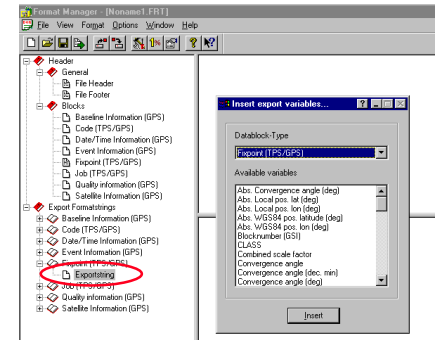 Format Manager - [Noname1.FRT]
File View Format Options Window Help
Header
General
File Header
File Footer
Blocks
Baseline Information (GPS)
Code (TPS/GPS)
Date/Time Information (GPS)
Event Information (GPS)
Fixpoint (TPS/GPS)
Job (TPS/GPS)
Quality information (GPS)
Satellite Information (GPS)
Export Formatstrings
Baseline Information (GPS)
Code (TPS/GPS)
Date/Time Information (GPS)
Event Information (GPS)
Fixpoint (TPS/GPS)
Exportstring
Job (TPS/GPS)
Quality information (GPS)
Satellite Information (GPS)
Insert export variables...
Datablock-Type
Fixpoint (TPS/GPS)
Available variables
Abs. Convergence angle (deg)
Abs. Local pos. lat (deg)
Abs. Local pos. lon (deg)
Abs. WGS84 pos. latitude (deg)
Abs. WGS84 pos. lon (deg)
Blocknumber (GSI)
CLASS
Combined scale factor
Convergence angle
Convergence angle (dec. min)
Convergence angle (deg)
Insert